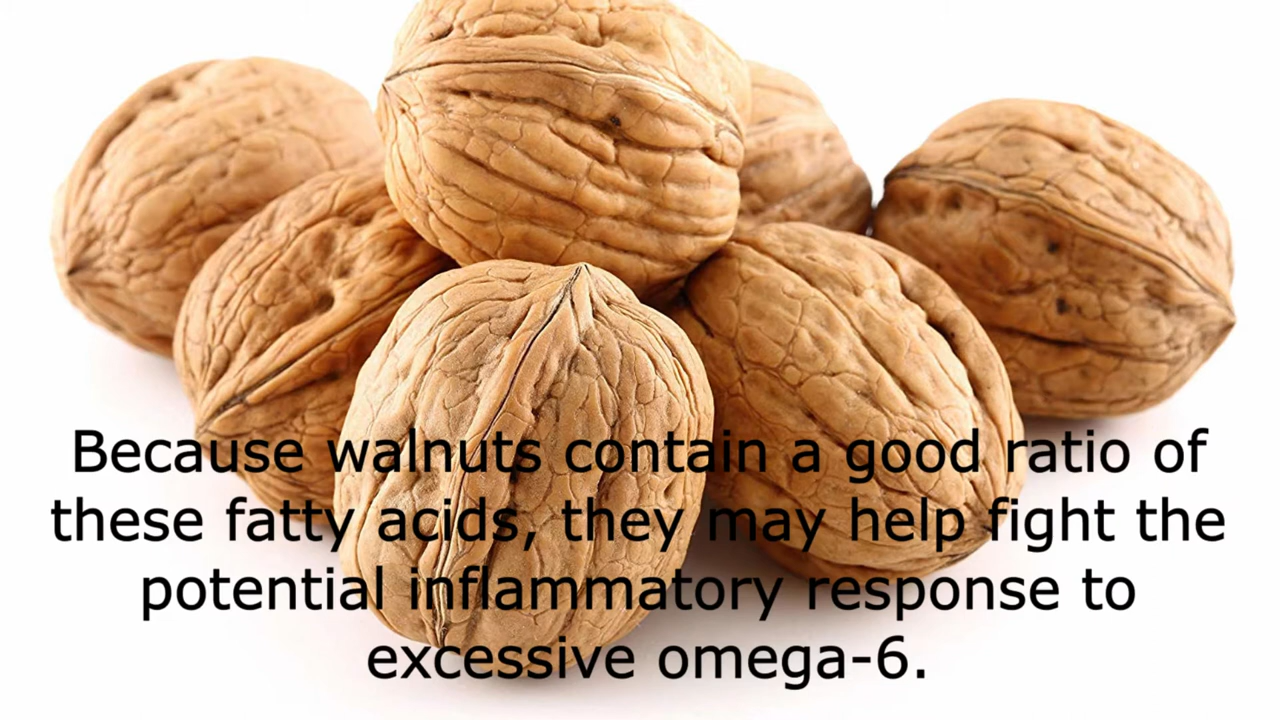 Because walnuts contain a good ratio of
these fatty acids, they may help fight the
potential inflammatory response to
excessive omega-6.